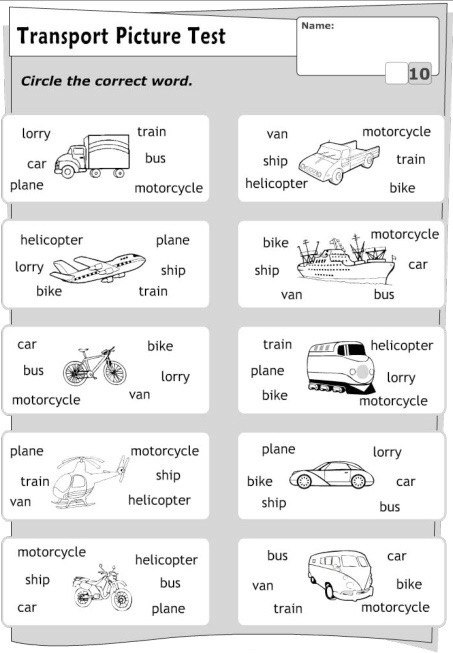 Transport Picture Test
Name:
10
Circle the correct word.
lorry
train
car
bus
plane
motorcycle
van
motorcycle
ship
train
helicopter
bike
helicopter
plane
lorry
ship
bike
train
bike
motorcycle
ship
car
van
bus
car
bike
bus
lorry
motorcycle
van
train
helicopter
plane
lorry
bike
motorcycle
plane
motorcycle
train
ship
van
helicopter
plane
lorry
bike
car
ship
bus
motorcycle
helicopter
ship
bus
car
plane
bus
car
van
bike
train
motorcycle